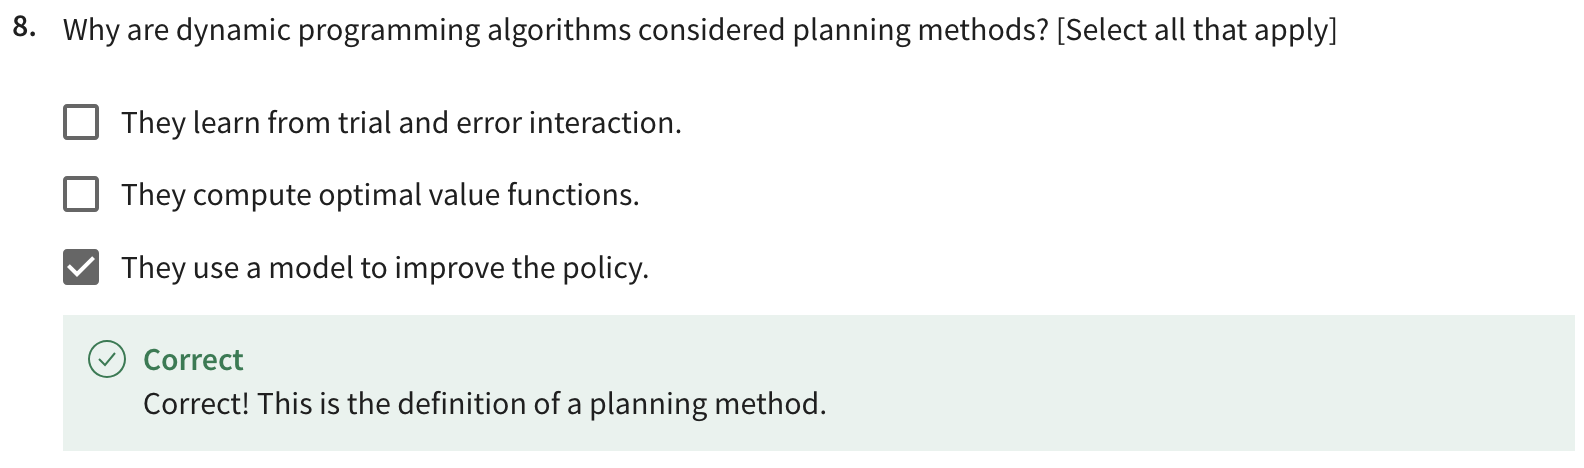 8. Why are dynamic programming algorithms considered planning methods? [Select all that apply]
They learn from trial and error interaction.
They compute optimal value functions.
They use a model to improve the policy.
Correct
Correct! This is the definition of a planning method.